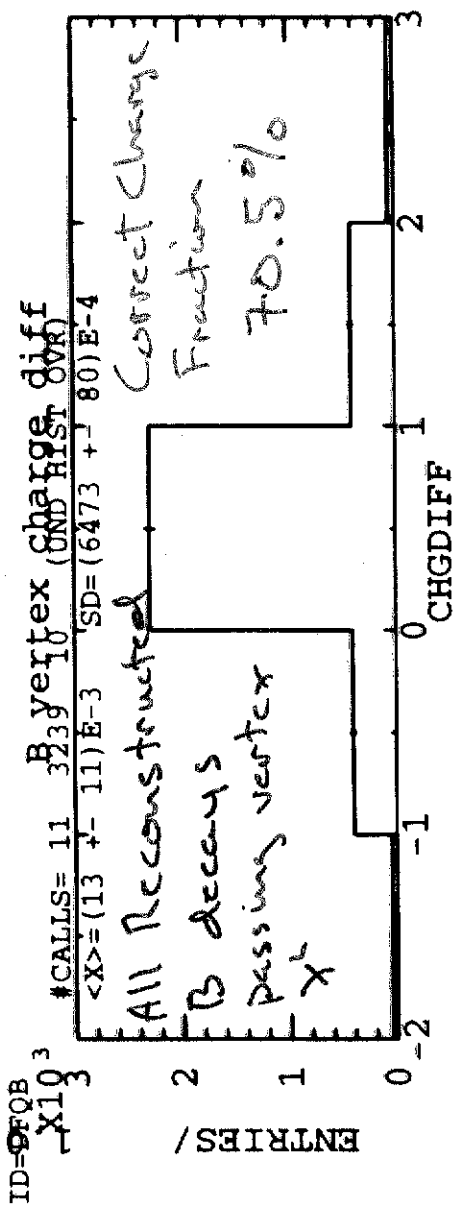 B vertex charge diff
#CALLS= 11 3239 10 (UND HIST OVR)
<X>=(13 +- 11)E-3 SD=(6473 +- 80)E-4
X10 3
3
2
1
0
ENTRIES/
-2 -1 0 1 2 3
CHGDIFF
All Reconstructed
B decays
passing vertex
χ²
Correct Charge
Fraction
70.5%